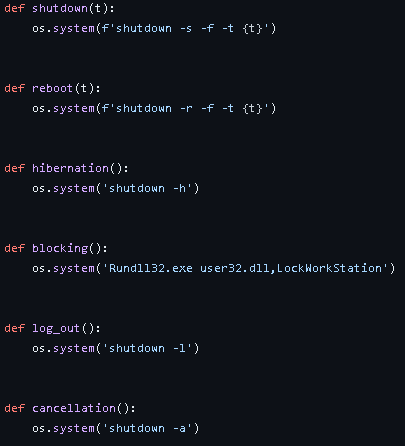 def shutdown(t):
    os.system(f'shutdown -s -f -t {t}')
def reboot(t):
    os.system(f'shutdown -r -f -t {t}')
def hibernation():
    os.system('shutdown -h')
def blocking():
    os.system('Rundll32.exe user32.dll,LockWorkStation')
def log_out():
    os.system('shutdown -l')
def cancellation():
    os.system('shutdown -a')